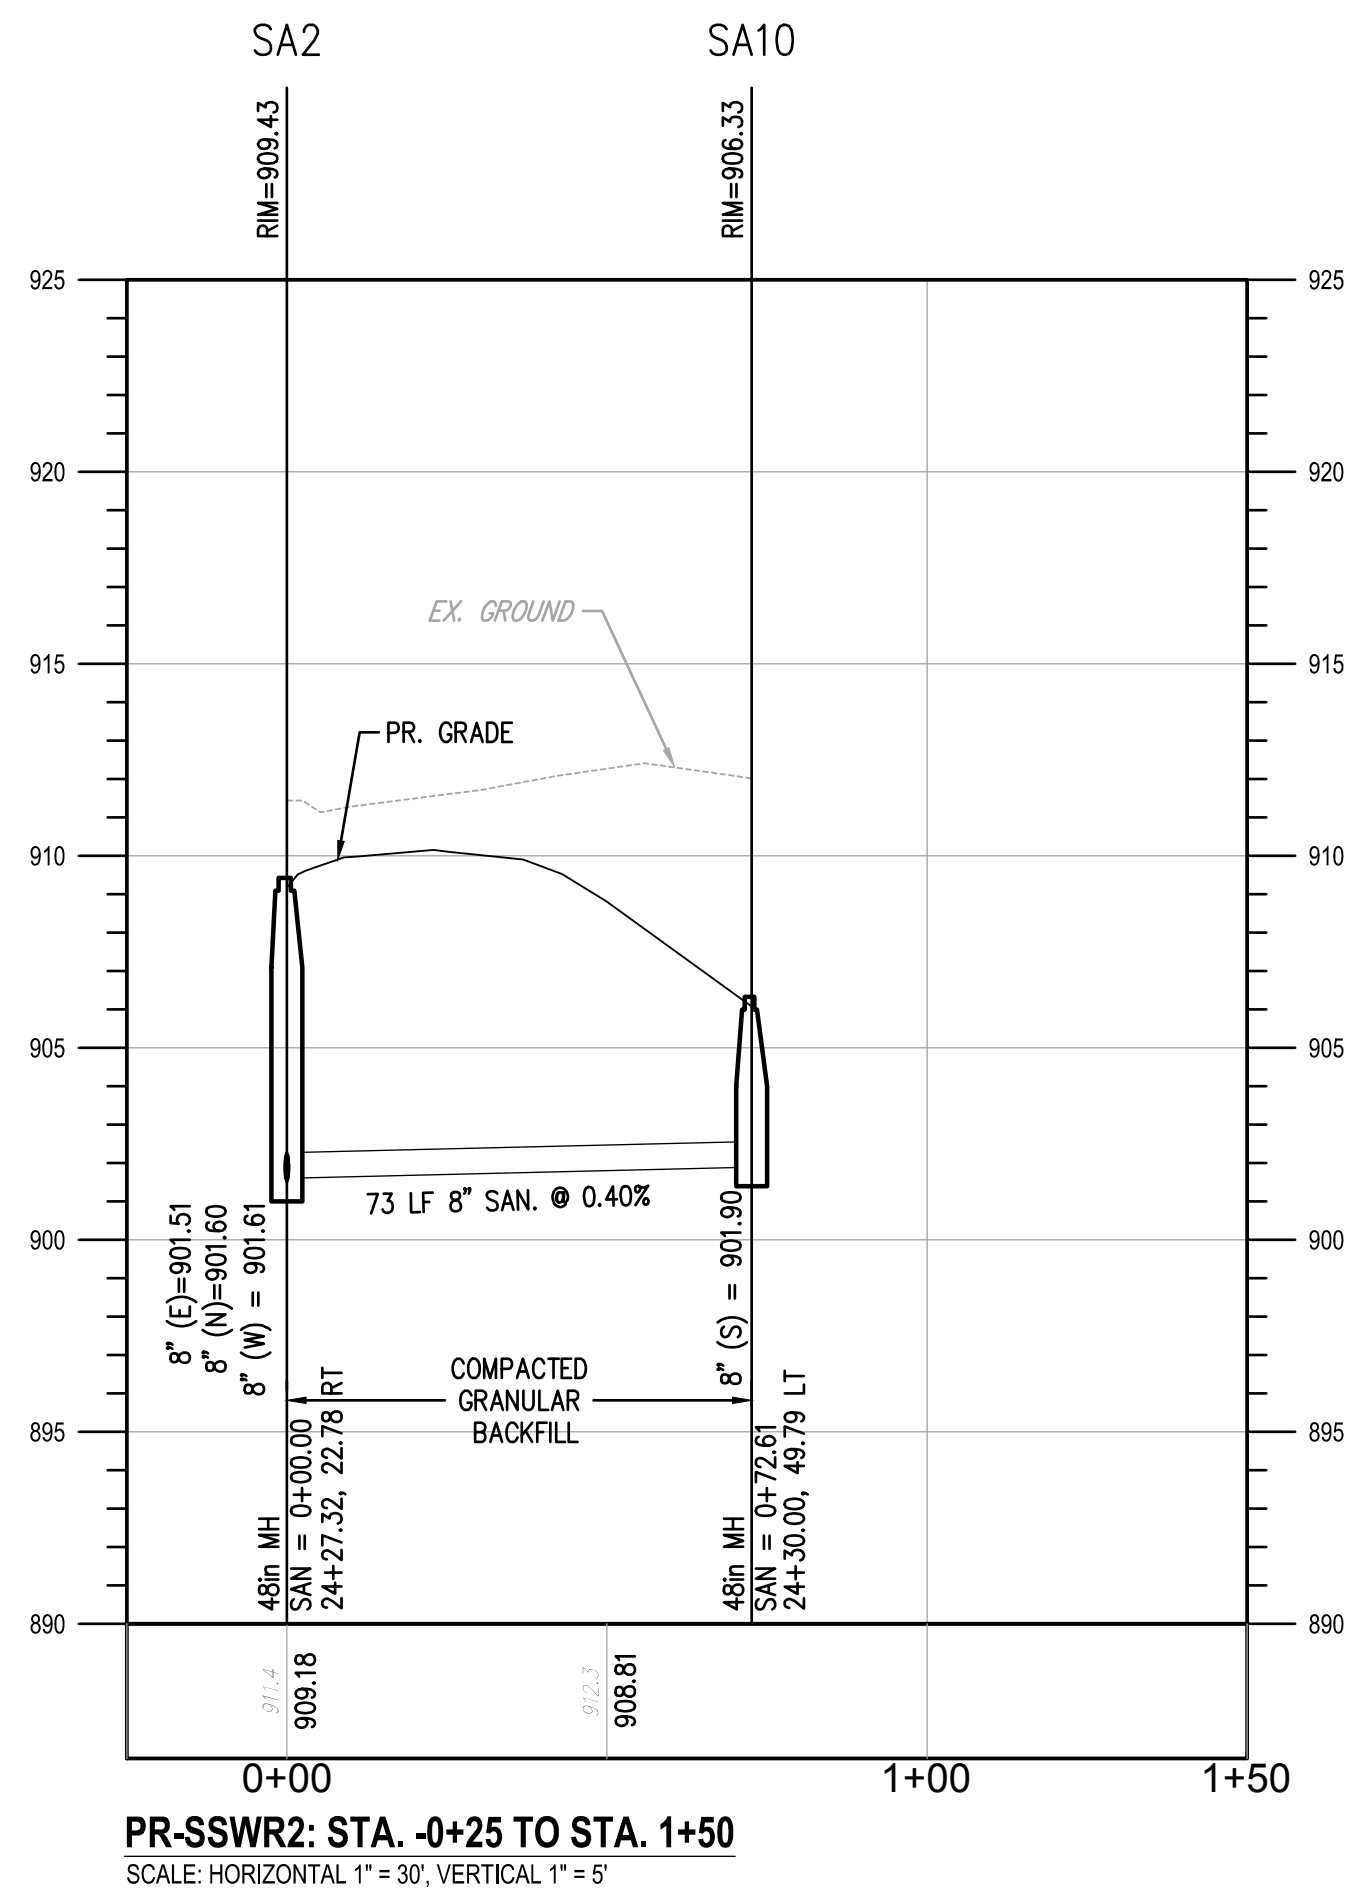 SA2
SA10
RIM=909.43
RIM=906.33
925
925
920
920
EX. GROUND
915
915
PR. GRADE
910
910
905
905
73 LF 8" SAN. @ 0.40%
900
900
8" (E)=901.51
8" (N)=901.60
8" (W) = 901.61
8" (S) = 901.90
COMPACTED
GRANULAR
BACKFILL
895
895
48in MH
SAN = 0+00.00
24+27.32, 22.78 RT
48in MH
SAN = 0+72.61
24+30.00, 49.79 LT
890
890
911.4
909.18
912.3
908.81
0+00
1+00
1+50
PR-SSWR2: STA. -0+25 TO STA. 1+50
SCALE: HORIZONTAL 1" = 30', VERTICAL 1" = 5'